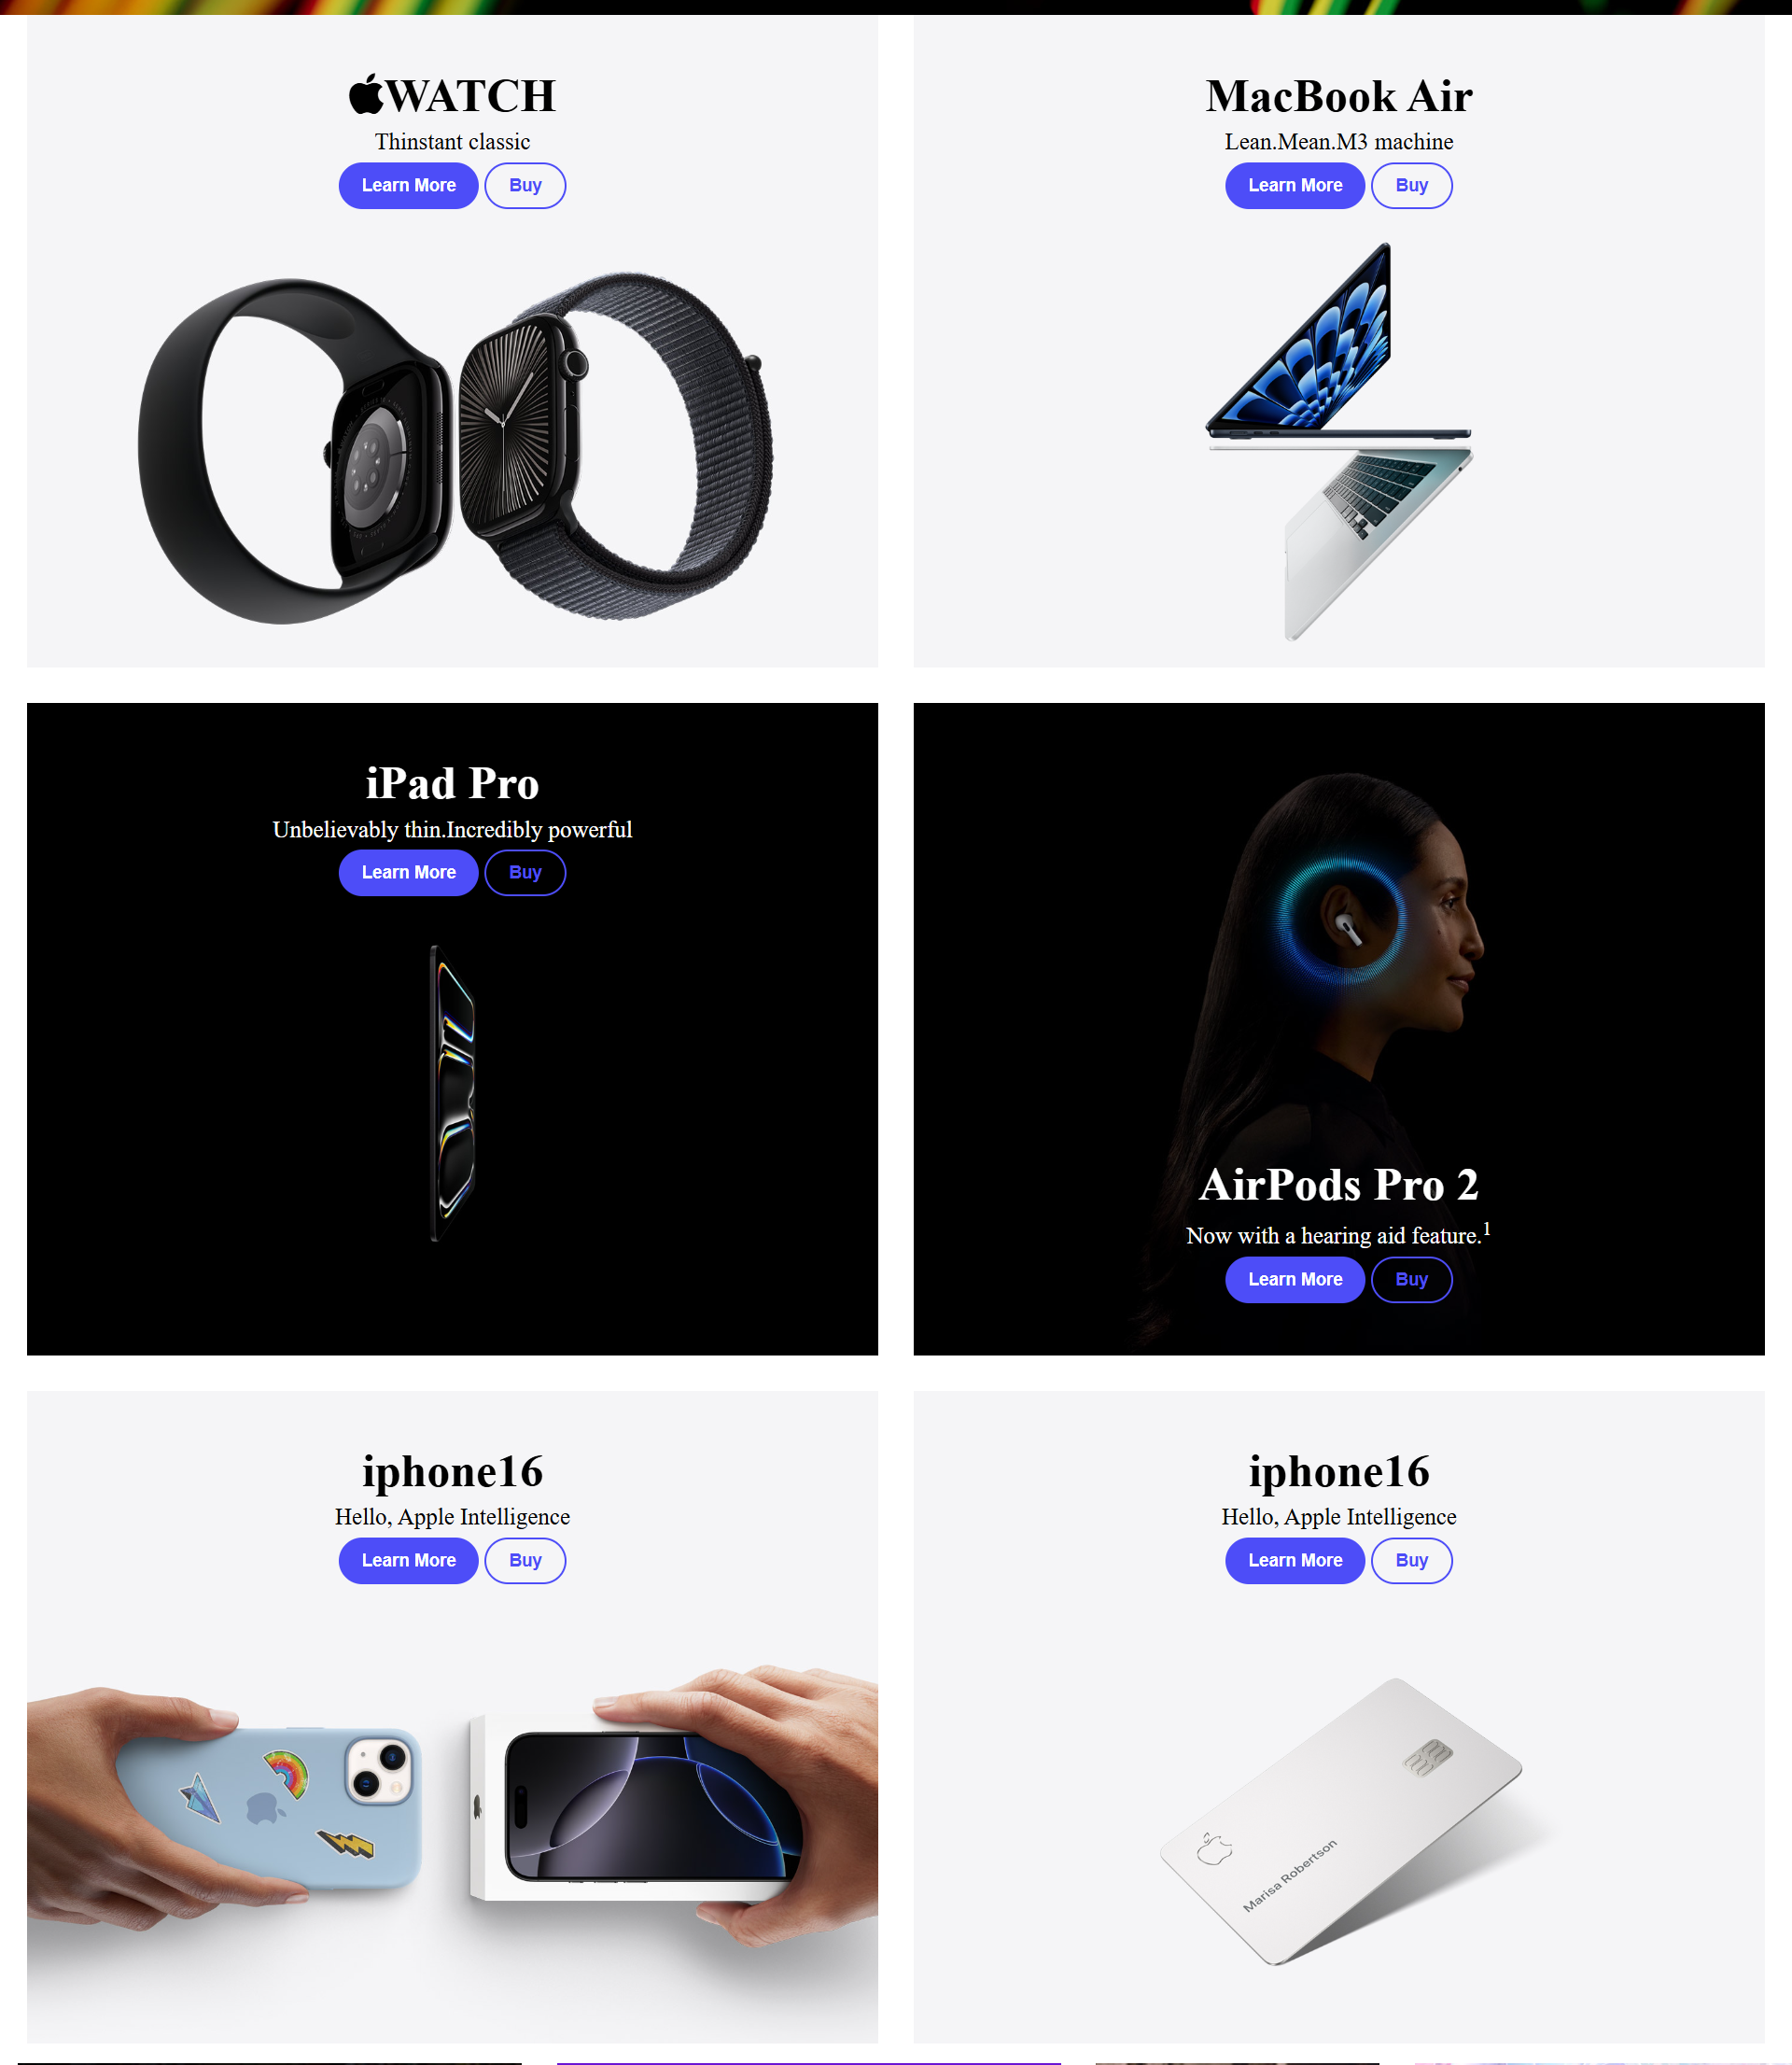 WATCH
Thinstant classic
Learn More Buy
MacBook Air
Lean.Mean.M3 machine
Learn More Buy
iPad Pro
Unbelievably thin.Incredibly powerful
Learn More Buy
AirPods Pro 2
Now with a hearing aid feature.1
Learn More Buy
iphone16
Hello, Apple Intelligence
Learn More Buy
iphone16
Hello, Apple Intelligence
Learn More Buy
Marisa Robertson